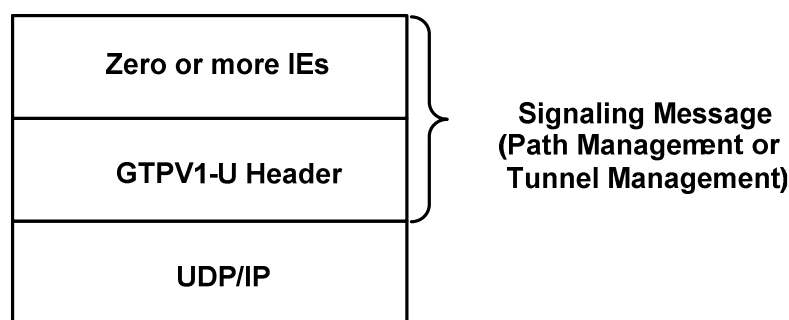 Zero or more IEs
GTPV1-U Header
UDP/IP
Signaling Message
(Path Management or
Tunnel Management)